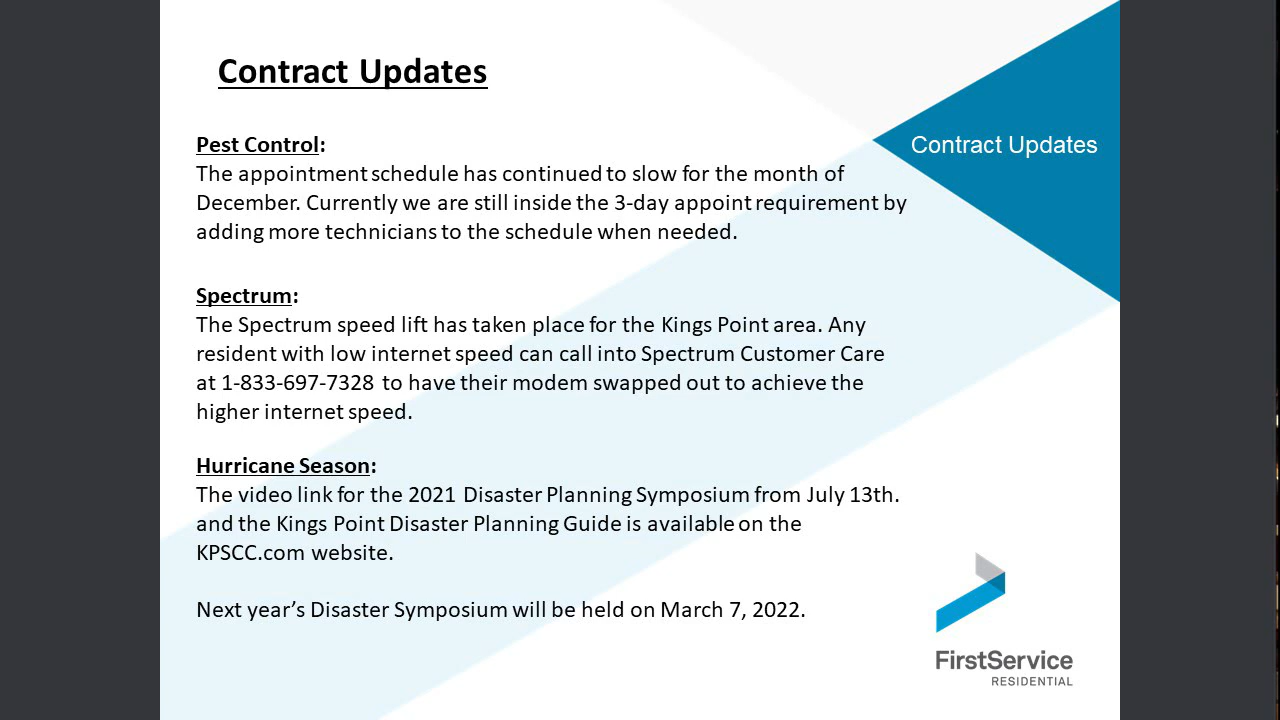 Contract Updates
Contract Updates
Pest Control:
The appointment schedule has continued to slow for the month of
December. Currently we are still inside the 3-day appoint requirement by
adding more technicians to the schedule when needed.
Spectrum:
The Spectrum speed lift has taken place for the Kings Point area. Any
resident with low internet speed can call into Spectrum Customer Care
at 1-833-697-7328 to have their modem swapped out to achieve the
higher internet speed.
Hurricane Season:
The video link for the 2021 Disaster Planning Symposium from July 13th.
and the Kings Point Disaster Planning Guide is available on the
KPSCC.com website.
Next year’s Disaster Symposium will be held on March 7, 2022.
FirstService
RESIDENTIAL